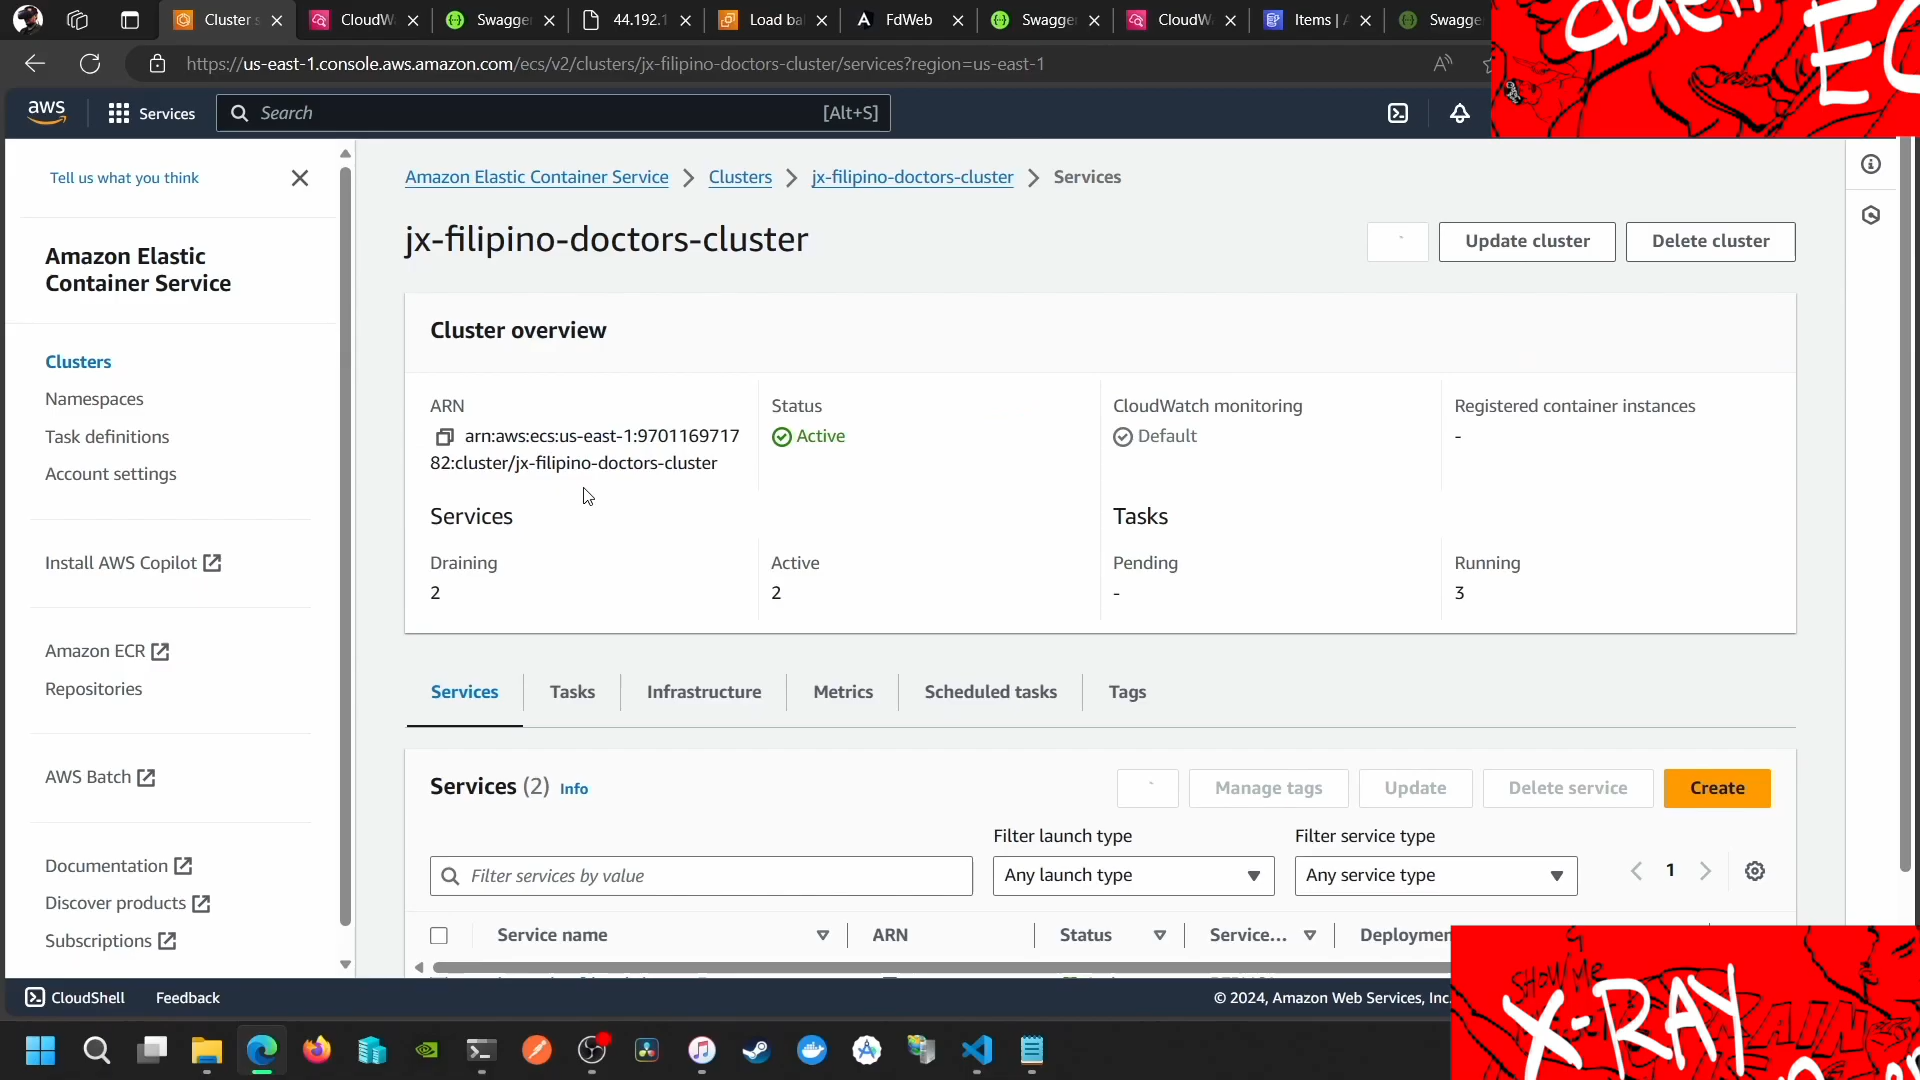 Cluster s
CloudW
Swagge
44.192.1
Load ba
FdWeb
Swagge
CloudW
Items | A
Swagge
https://us-east-1.console.aws.amazon.com/ecs/v2/clusters/jx-filipino-doctors-cluster/services?region=us-east-1
aws
Services
Search
[Alt+S]
EC
Tell us what you think
Amazon Elastic
Container Service
Clusters
Namespaces
Task definitions
Account settings
Install AWS Copilot
Amazon ECR
Repositories
AWS Batch
Documentation
Discover products
Subscriptions
Amazon Elastic Container Service > Clusters > jx-filipino-doctors-cluster > Services
jx-filipino-doctors-cluster
Update cluster
Delete cluster
Cluster overview
ARN
arn:aws:ecs:us-east-1:9701169717
82:cluster/jx-filipino-doctors-cluster
Status
Active
CloudWatch monitoring
Default
Registered container instances
-
Services
Tasks
Draining
2
Active
2
Pending
-
Running
3
Services
Tasks
Infrastructure
Metrics
Scheduled tasks
Tags
Services (2) Info
Manage tags
Update
Delete service
Create
Filter launch type
Filter service type
Filter services by value
Any launch type
Any service type
1
Service name
ARN
Status
Service...
Deploymen
SHOW Me
X-RAY
CloudShell
Feedback
© 2024, Amazon Web Services, Inc.